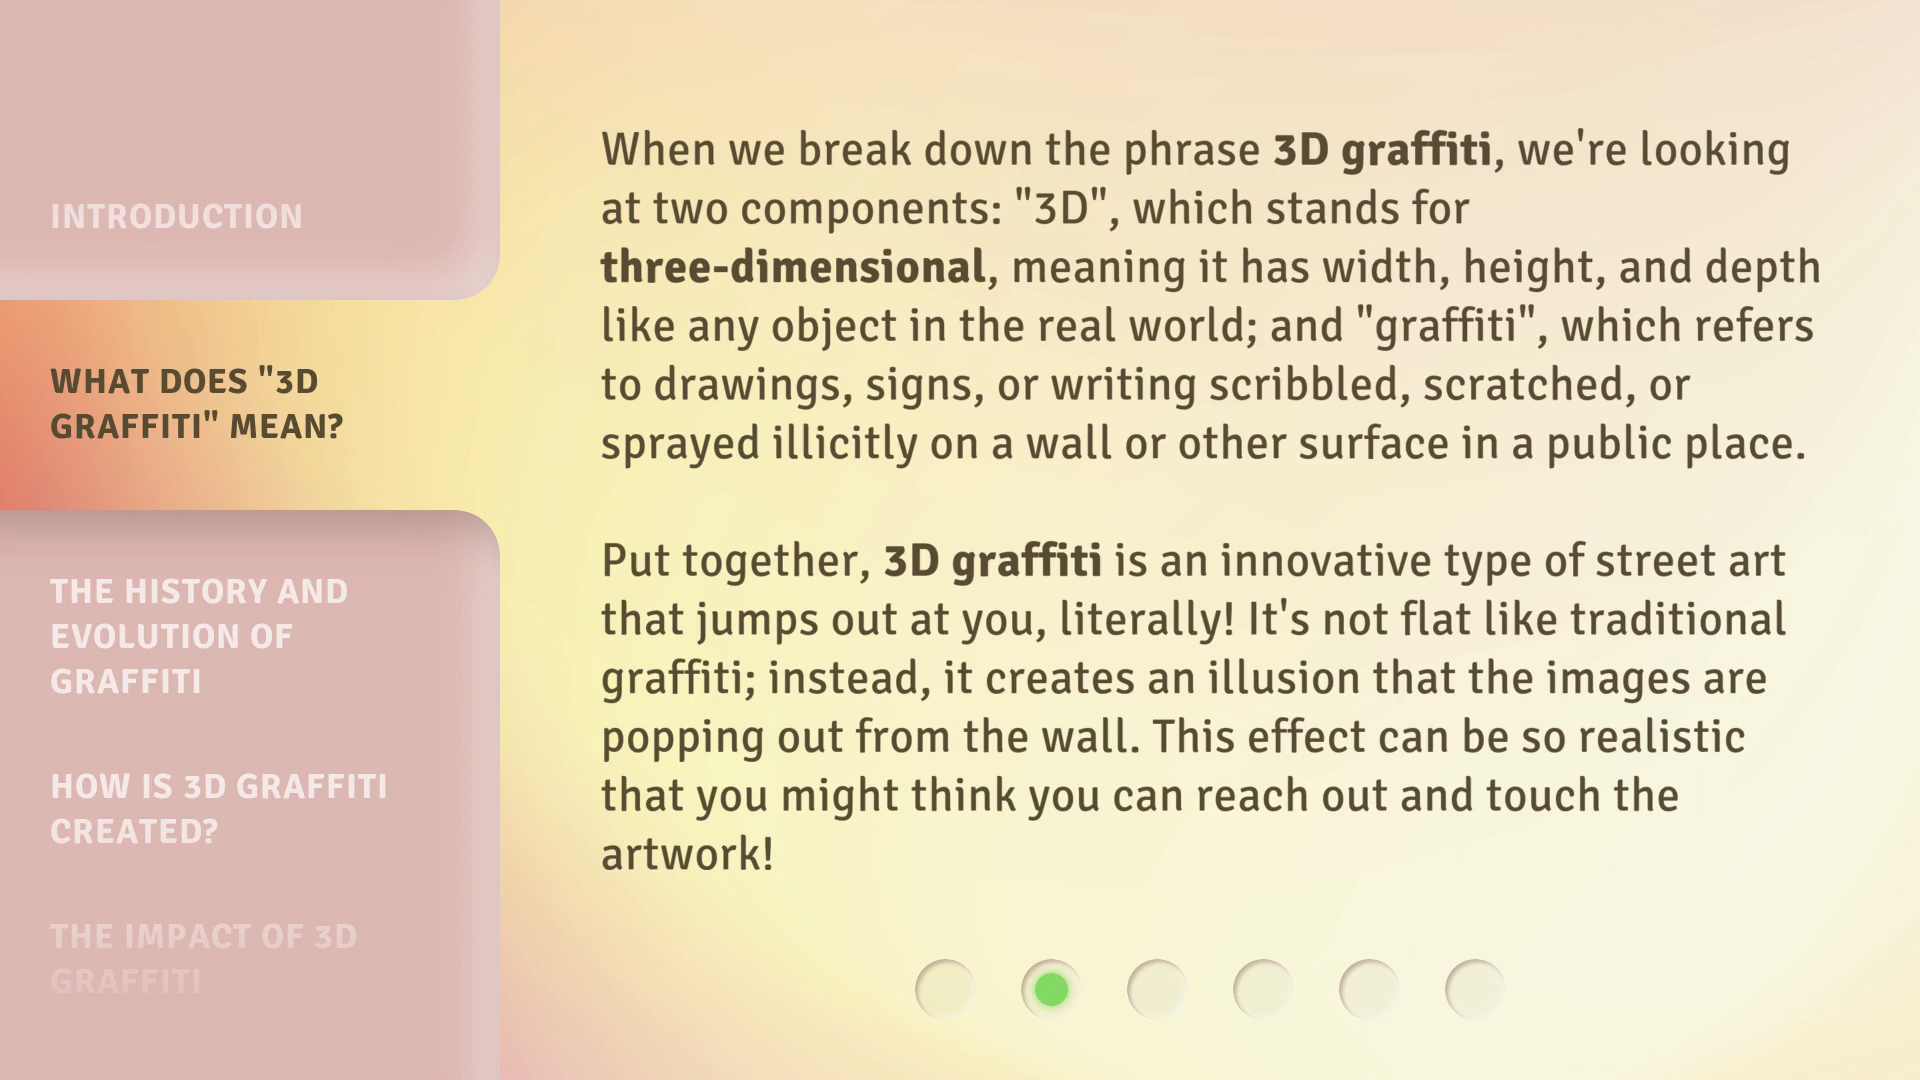 INTRODUCTION
WHAT DOES "3D
GRAFFITI" MEAN?
THE HISTORY AND
EVOLUTION OF
GRAFFITI
HOW IS 3D GRAFFITI
CREATED?
THE IMPACT OF 3D
GRAFFITI
When we break down the phrase 3D graffiti, we're looking
at two components: "3D", which stands for
three-dimensional, meaning it has width, height, and depth
like any object in the real world; and "graffiti", which refers
to drawings, signs, or writing scribbled, scratched, or
sprayed illicitly on a wall or other surface in a public place.
Put together, 3D graffiti is an innovative type of street art
that jumps out at you, literally! It's not flat like traditional
graffiti; instead, it creates an illusion that the images are
popping out from the wall. This effect can be so realistic
that you might think you can reach out and touch the
artwork!